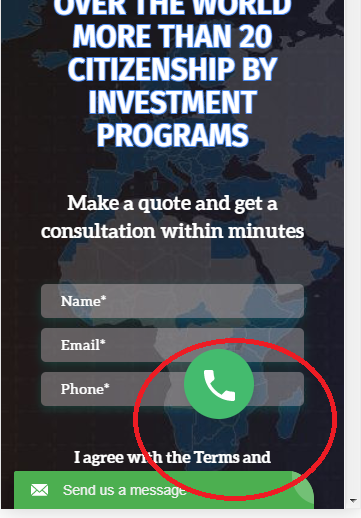 OVER THE WORLD
MORE THAN 20
CITIZENSHIP BY
INVESTMENT
PROGRAMS
Make a quote and get a
consultation within minutes
Name*
Email*
Phone*
I agree with the Terms and
Send us a message